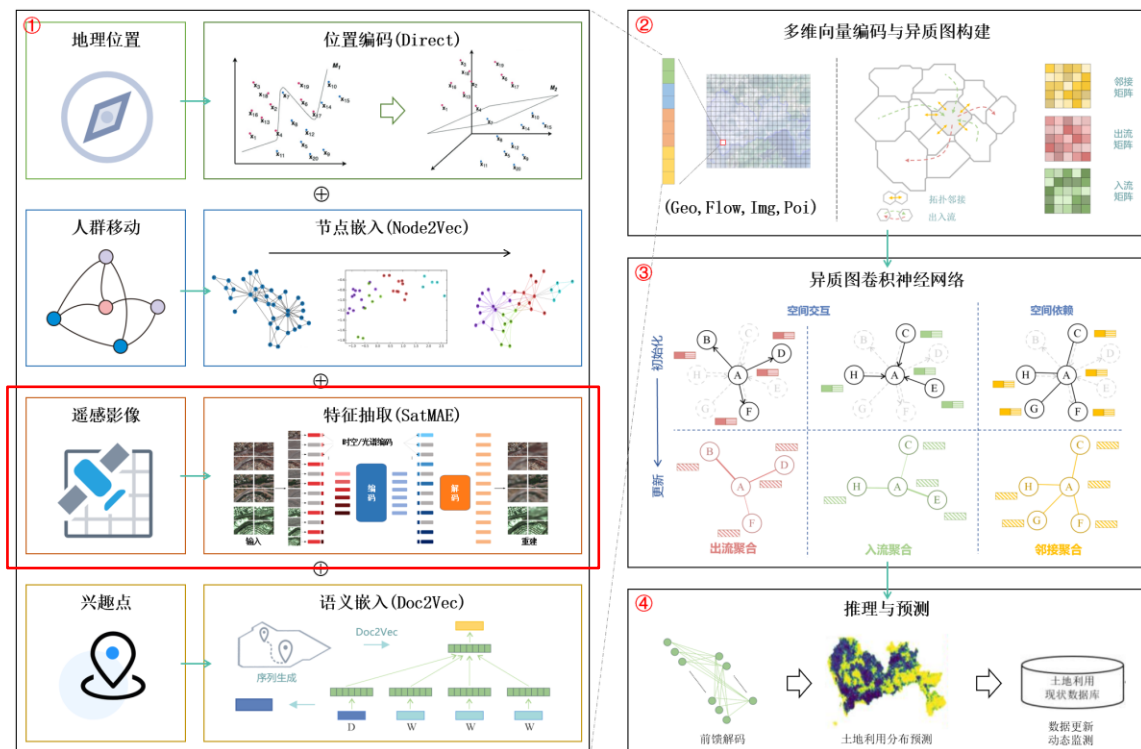 ①
地理位置
位置编码(Direct)
M₁
M₂
⊕
人群移动
节点嵌入(Node2Vec)
⊕
遥感影像
特征抽取(SatMAE)
时空/光谱编码
编码
解码
输入
重建
⊕
兴趣点
语义嵌入(Doc2Vec)
Doc2Vec
序列生成
D
W
W
W
②
多维向量编码与异质图构建
(Geo,Flow,Img,Poi)
拓扑邻接
出入流
邻接
矩阵
出流
矩阵
入流
矩阵
③
异质图卷积神经网络
空间交互
空间依赖
初始化
更新
B
D
H
A
G
F
B
C
D
H
A
E
G
F
B
C
D
H
A
E
G
F
B
D
A
F
C
H
A
E
C
H
A
G
F
出流聚合
入流聚合
邻接聚合
④
推理与预测
前馈解码
土地利用分布预测
土地利用
现状数据库
数据更新
动态监测